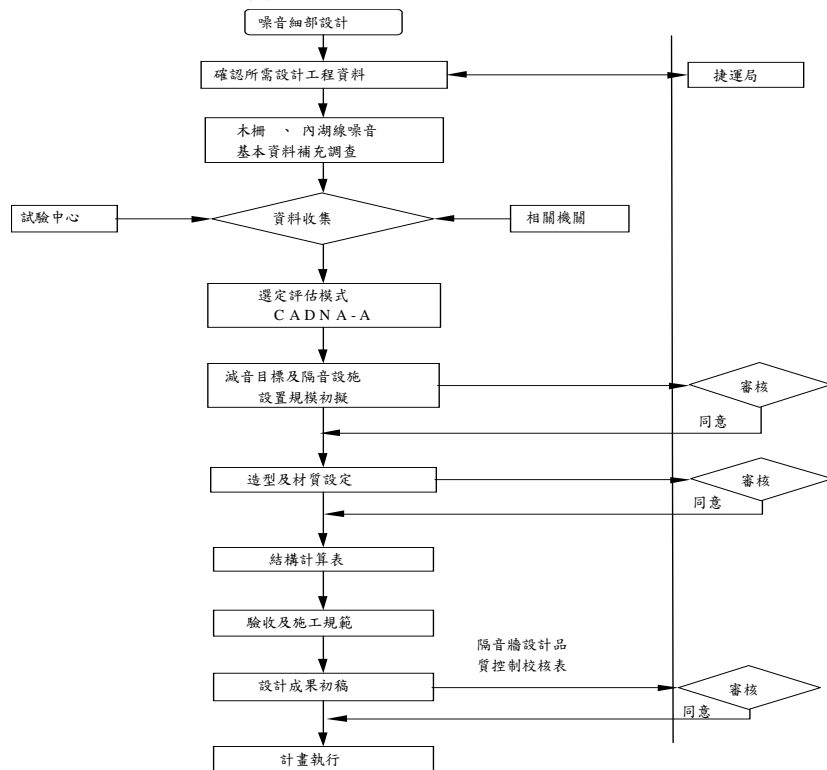 噪音細部設計
確認所需設計工程資料
捷運局
木柵 、 內湖線噪音
基本資料補充調查
試驗中心
資料收集
相關機關
選定評估模式
CADNA-A
減音目標及隔音設施
設置規模初擬
審核
同意
造型及材質設定
審核
同意
結構計算表
驗收及施工規範
隔音牆設計品
質控制校核表
設計成果初稿
審核
同意
計畫執行